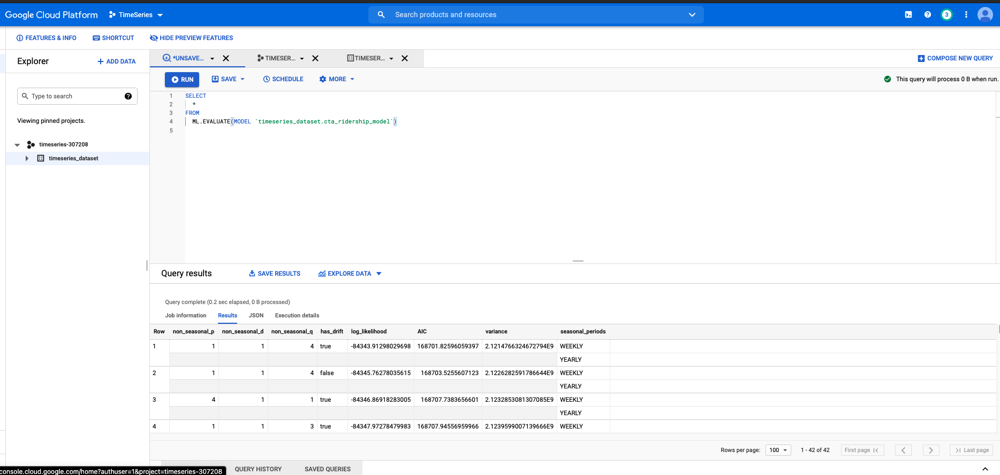 Google Cloud Platform TimeSeries Search products and resources 3
FEATURES & INFO SHORTCUT HIDE PREVIEW FEATURES
Explorer + ADD DATA *UNSAVE... TIMESER... TIMESER... COMPOSE NEW QUERY
RUN SAVE SCHEDULE MORE This query will process 0 B when run.
Type to search
Viewing pinned projects.
timeseries-307208
timeseries_dataset
1 SELECT
2 *
3 FROM
4 ML.EVALUATE(MODEL `timeseries_dataset.cta_ridership_model`)
5
Query results SAVE RESULTS EXPLORE DATA
Query complete (0.2 sec elapsed, 0 B processed)
Job information Results JSON Execution details
Row non_seasonal_p non_seasonal_d non_seasonal_q has_drift log_likelihood AIC variance seasonal_periods
1 1 1 4 true -84343.91298029698 168701.82596059397 2.1214766324672794E9 WEEKLY
YEARLY
2 1 1 4 false -84345.76278035615 168703.5255607123 2.1226282591786644E9 WEEKLY
YEARLY
3 4 1 1 true -84346.86918283005 168707.7383656601 2.1232853081307085E9 WEEKLY
YEARLY
4 1 1 3 true -84347.97278479983 168707.94556959966 2.1239599007139666E9 WEEKLY
Rows per page: 100 1 - 42 of 42 First page Last page
console.cloud.google.com/home?authuser=1&project=timeseries-307208 QUERY HISTORY SAVED QUERIES